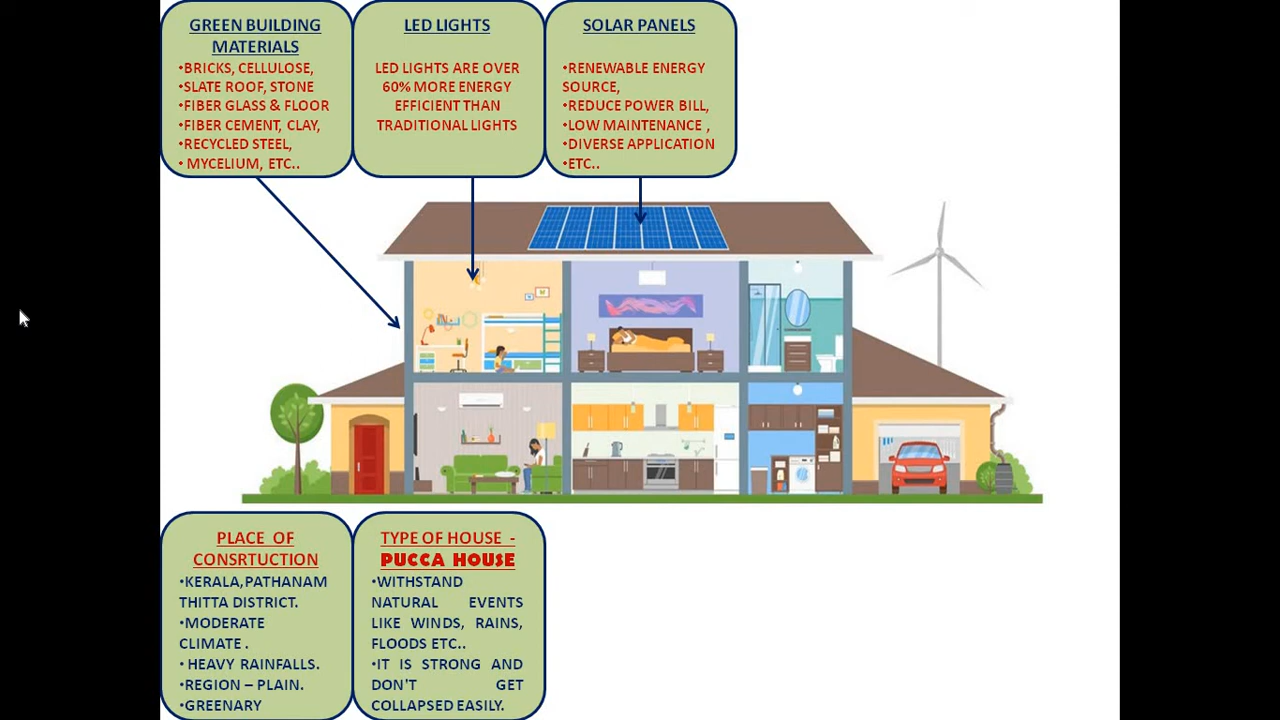 GREEN BUILDING
MATERIALS
•BRICKS, CELLULOSE,
•SLATE ROOF, STONE
•FIBER GLASS & FLOOR
•FIBER CEMENT, CLAY,
•RECYCLED STEEL,
• MYCELIUM, ETC..
LED LIGHTS
LED LIGHTS ARE OVER
60% MORE ENERGY
EFFICIENT THAN
TRADITIONAL LIGHTS
SOLAR PANELS
•RENEWABLE ENERGY
SOURCE,
•REDUCE POWER BILL,
•LOW MAINTENANCE ,
•DIVERSE APPLICATION
•ETC..
PLACE OF
CONSRTUCTION
•KERALA,PATHANAM
THITTA DISTRICT.
•MODERATE
CLIMATE .
• HEAVY RAINFALLS.
•REGION – PLAIN.
•GREENARY
TYPE OF HOUSE -
PUCCA HOUSE
•WITHSTAND
NATURAL EVENTS
LIKE WINDS, RAINS,
FLOODS ETC..
•IT IS STRONG AND
DON'T GET
COLLAPSED EASILY.